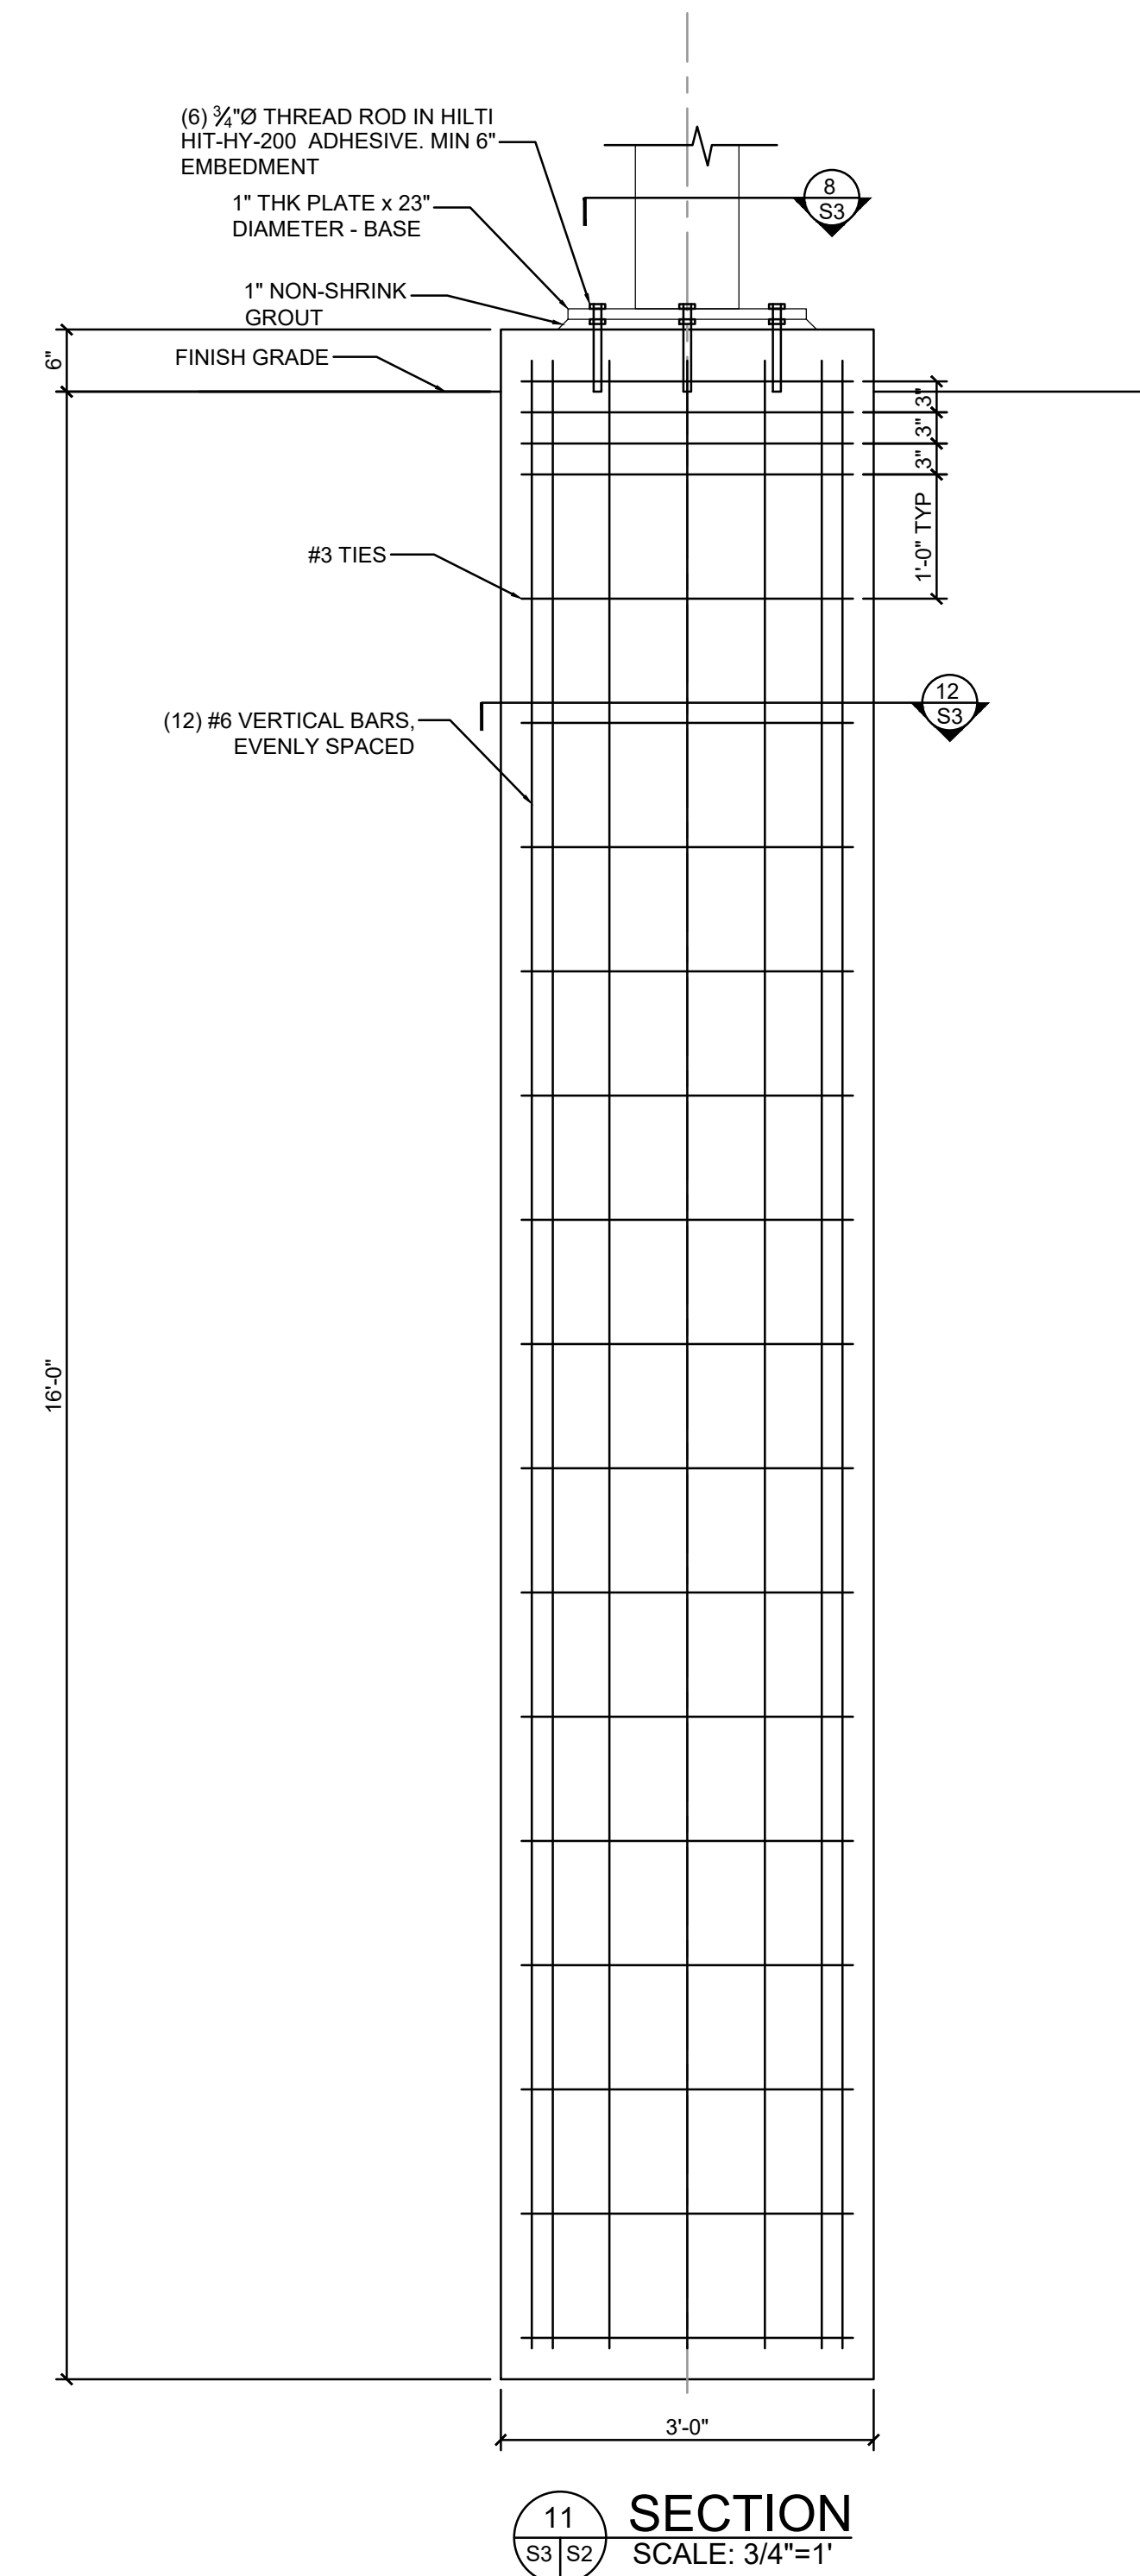 (6) ¾"Ø THREAD ROD IN HILTI
HIT-HY-200 ADHESIVE. MIN 6"
EMBEDMENT
8
S3
1" THK PLATE x 23"
DIAMETER - BASE
1" NON-SHRINK
GROUT
6"
FINISH GRADE
3"
3"
3"
1'-0" TYP
#3 TIES
12
S3
(12) #6 VERTICAL BARS,
EVENLY SPACED
16'-0"
3'-0"
11
S3
S2
SECTION
SCALE: 3/4"=1'